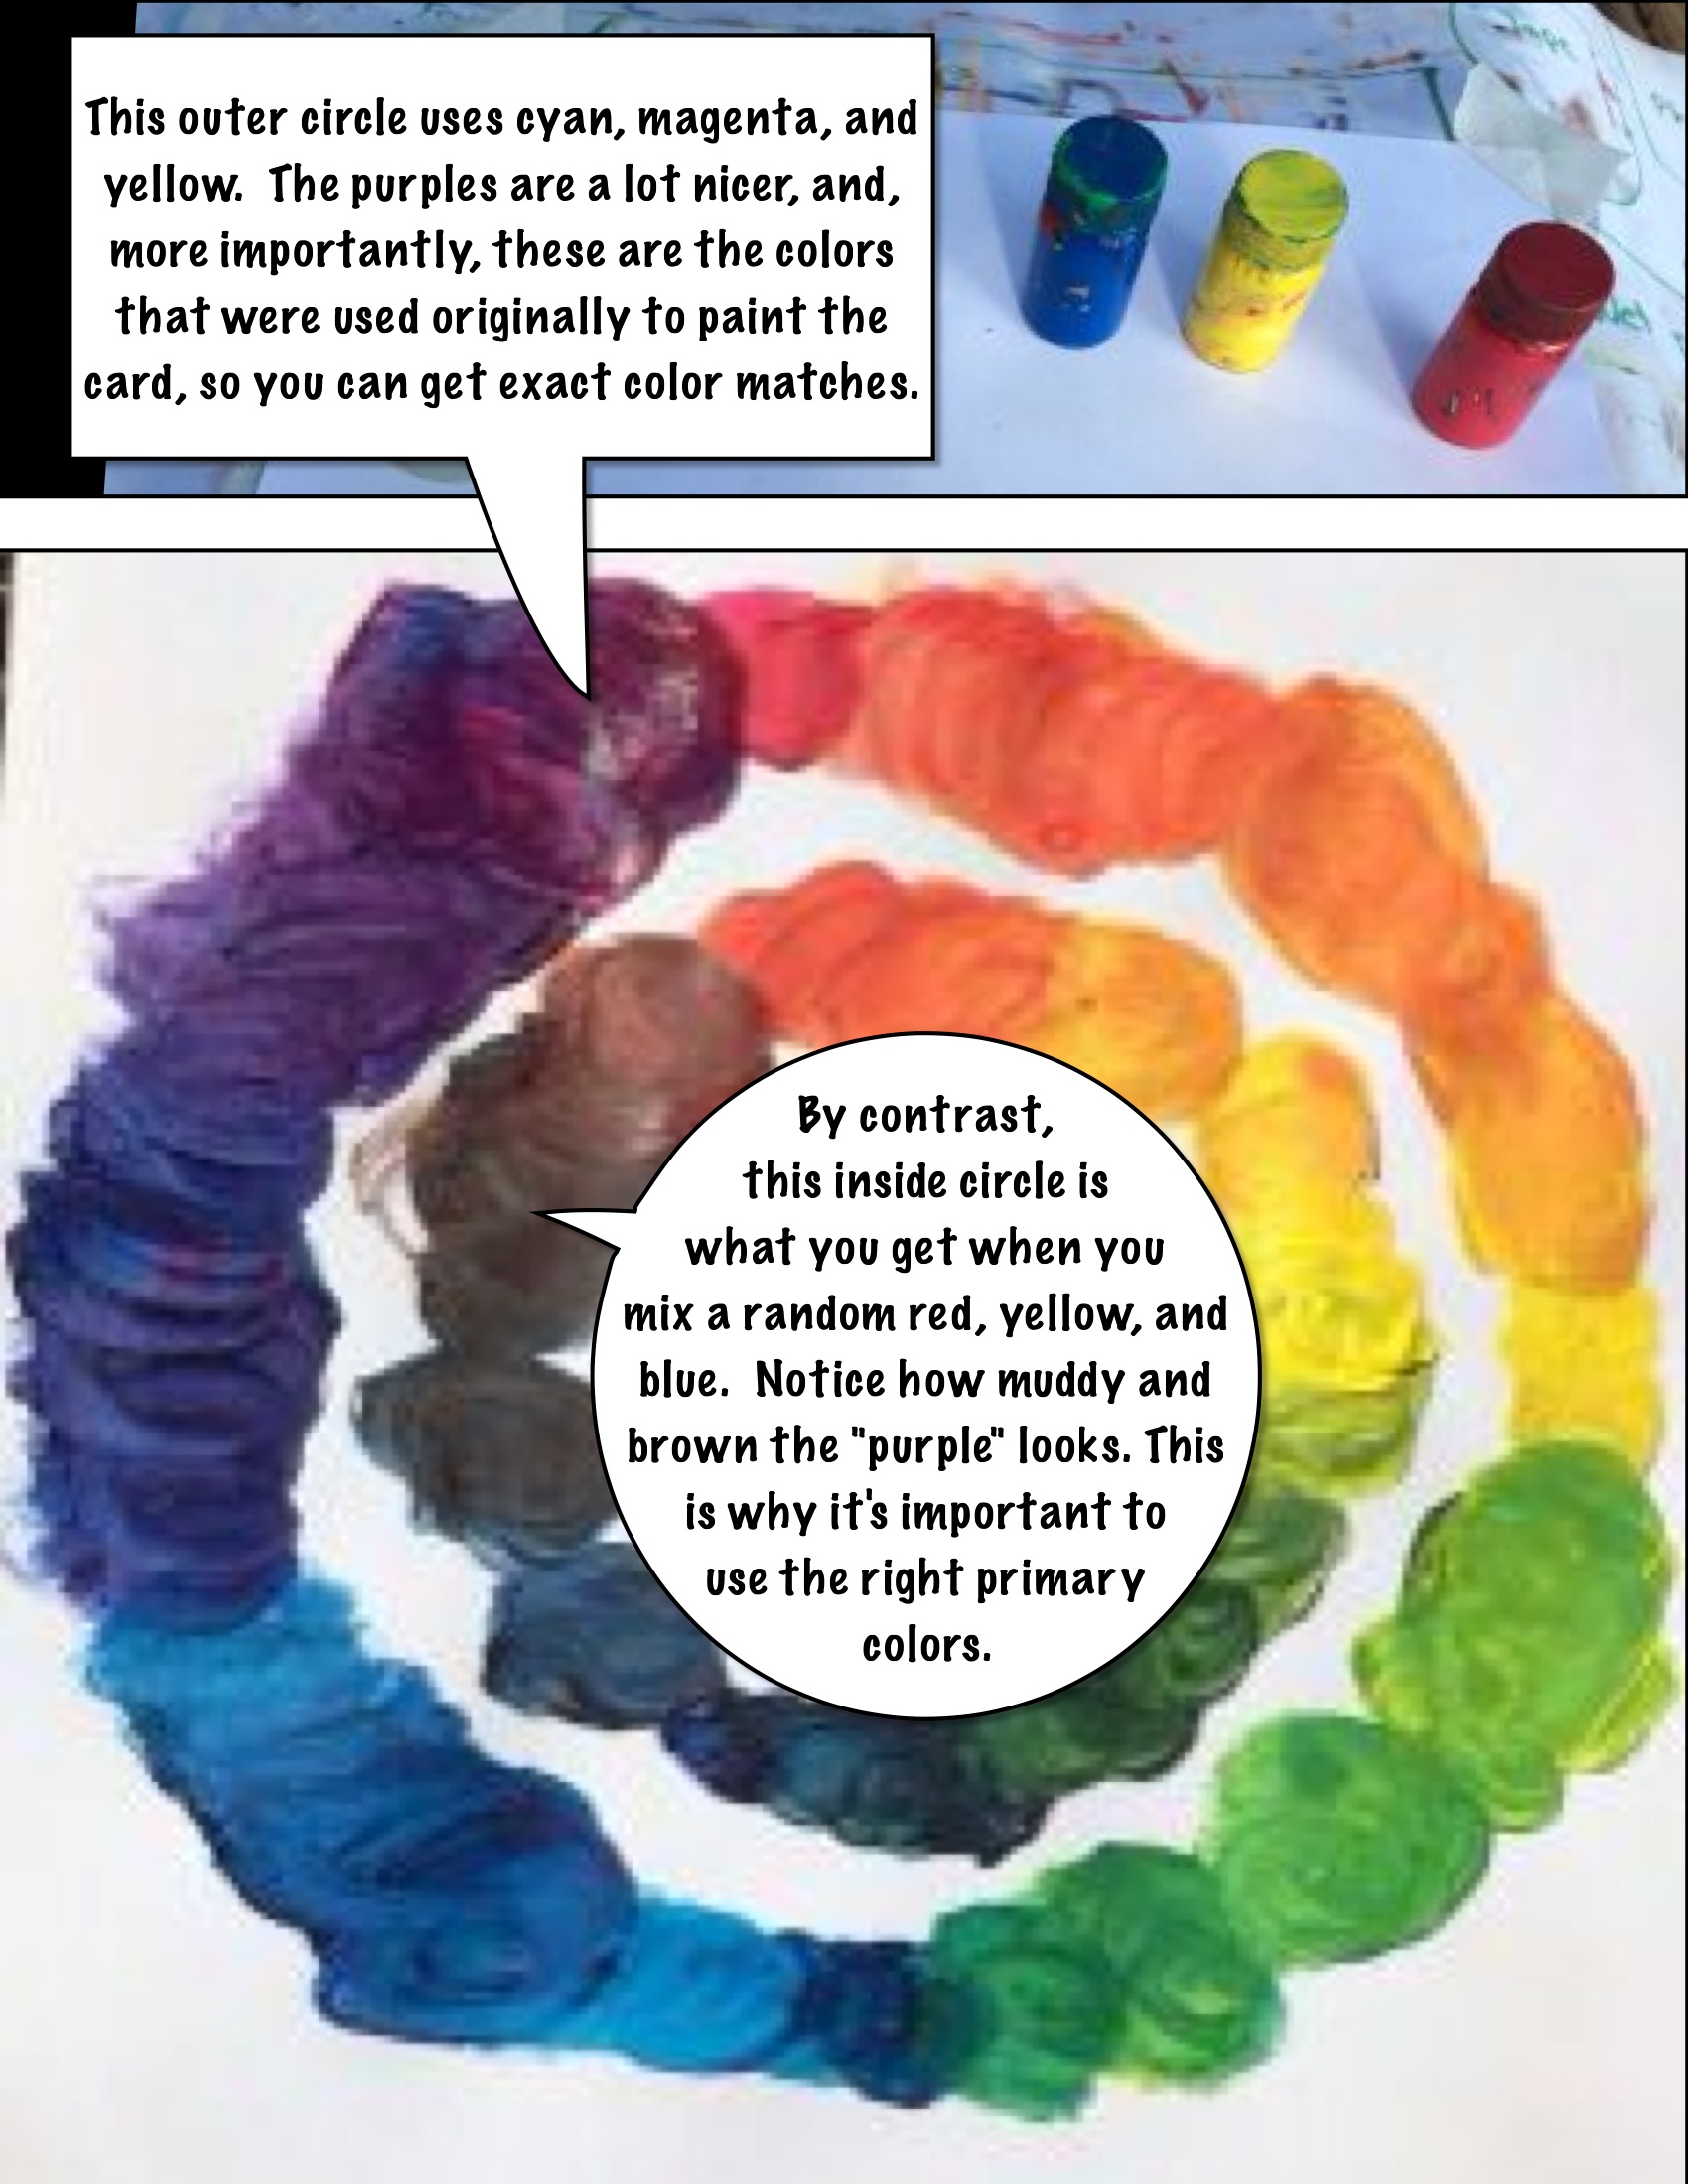 This outer circle uses cyan, magenta, and
yellow.  The purples are a lot nicer, and,
more importantly, these are the colors
that were used originally to paint the
card, so you can get exact color matches.
By contrast,
this inside circle is
what you get when you
mix a random red, yellow, and
blue.  Notice how muddy and
brown the "purple" looks. This
is why it's important to
use the right primary
colors.